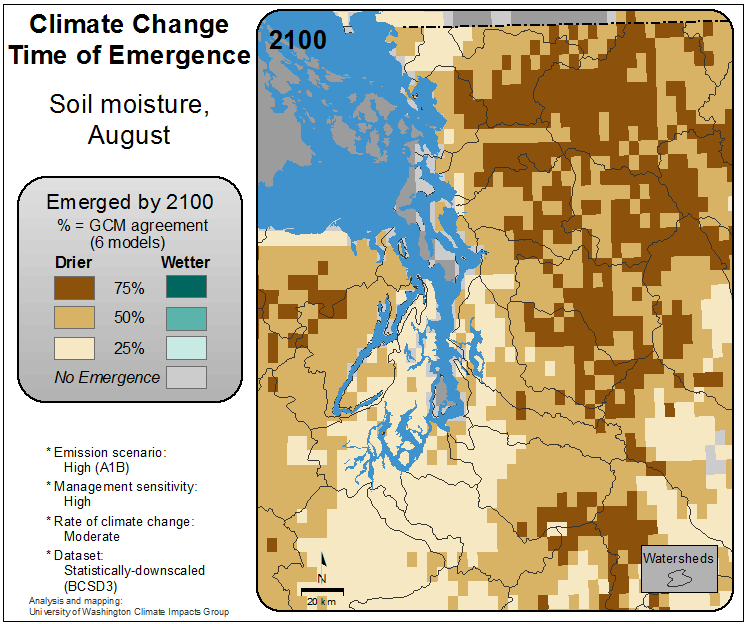 Climate Change
Time of Emergence
Soil moisture,
August
Emerged by 2100
% = GCM agreement
(6 models)
Drier Wetter
75%
50%
25%
No Emergence
* Emission scenario:
High (A1B)
* Management sensitivity:
High
* Rate of climate change:
Moderate
* Dataset:
Statistically-downscaled
(BCSD3)
Analysis and mapping:
University of Washington Climate Impacts Group
2100
N
20 km
Watersheds